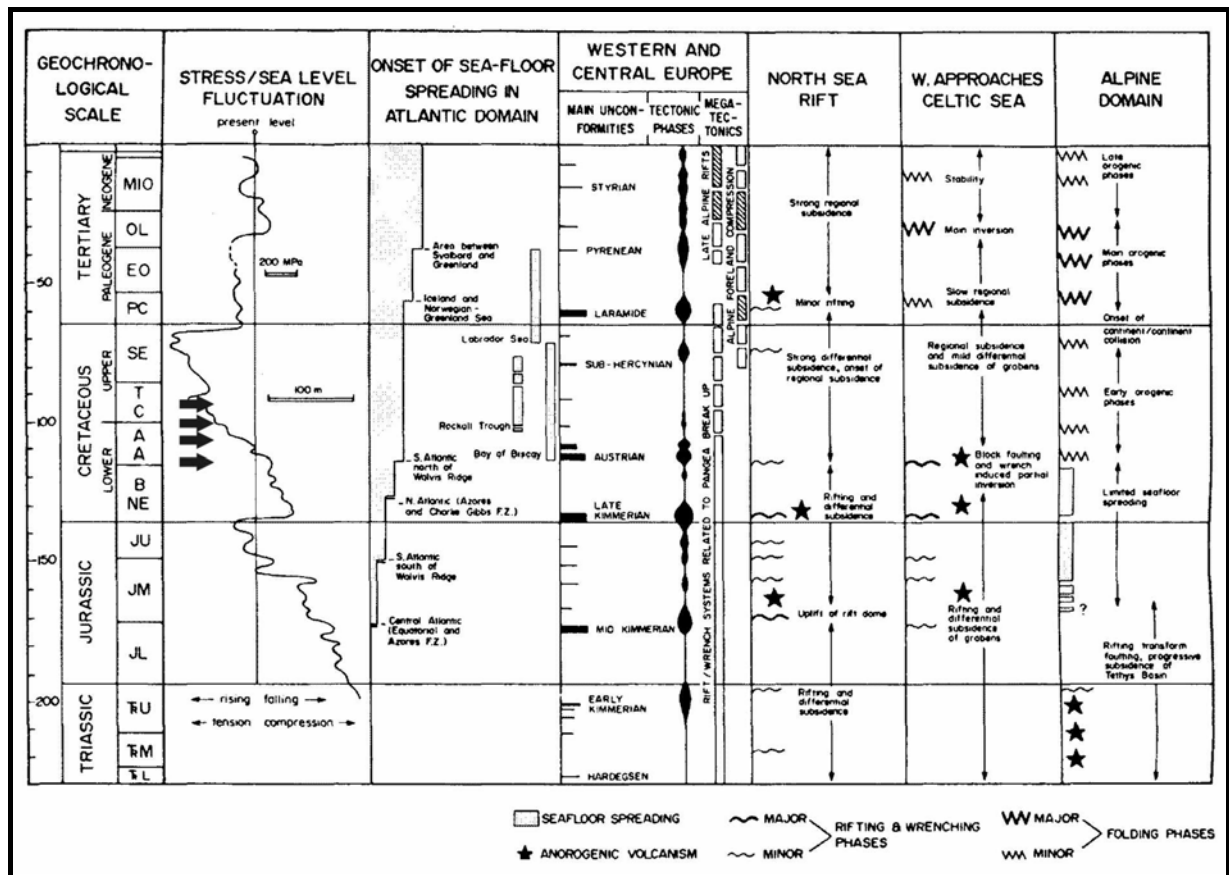 GEOCHRONO-
LOGICAL
SCALE
STRESS/SEA LEVEL
FLUCTUATION
present level
ONSET OF SEA-FLOOR
SPREADING IN
ATLANTIC DOMAIN
WESTERN AND
CENTRAL EUROPE
MAIN UNCON-
FORMITIES
TECTONIC
PHASES
MEGA-
TEC-
TONICS
NORTH SEA
RIFT
W. APPROACHES
CELTIC SEA
ALPINE
DOMAIN
50
100
150
200
TERTIARY
NEOGENE
PALEOGENE
CRETACEOUS
UPPER
LOWER
JURASSIC
TRIASSIC
MIO
OL
EO
PC
SE
T
C
A
A
B
NE
JU
JM
JL
TRU
TRM
TRL
200 MPa
100 m
← rising falling →
← tension compression →
Area between
Svalbard and
Greenland
Iceland and
Norwegian-
Greenland Sea
Labrador Sea
Rockall Trough
Bay of Biscay
S. Atlantic
north of
Walvis Ridge
N. Atlantic (Azores
and Charlie Gibbs F.Z.)
S. Atlantic
south of
Walvis Ridge
Central Atlantic
(Equatorial and
Azores F.Z.)
STYRIAN
PYRENEAN
LARAMIDE
SUB-HERCYNIAN
AUSTRIAN
LATE
KIMMERIAN
MID KIMMERIAN
EARLY
KIMMERIAN
HARDEGSEN
RIFT/WRENCH SYSTEMS RELATED TO PANGEA BREAK UP
LATE ALPINE RIFTS
ALPINE FORELAND COMPRESSION
Strong regional
subsidence
Minor rifting
Strong differential
subsidence, onset of
regional subsidence
Rifting and
differential
subsidence
Uplift of rift dome
Rifting and
differential
subsidence
Stability
Main inversion
Slow regional
subsidence
Regional subsidence
and mild differential
subsidence of grabens
Block faulting
and wrench
induced partial
inversion
Rifting and
differential
subsidence
of grabens
Late
orogenic
phases
Main orogenic
phases
Onset of
continent/continent
collision
Early orogenic
phases
Limited seafloor
spreading
?
Rifting transform
faulting, progressive
subsidence of
Tethys Basin
SEAFLOOR SPREADING
ANOROGENIC VOLCANISM
MAJOR
MINOR
RIFTING & WRENCHING
PHASES
MAJOR
MINOR
FOLDING PHASES